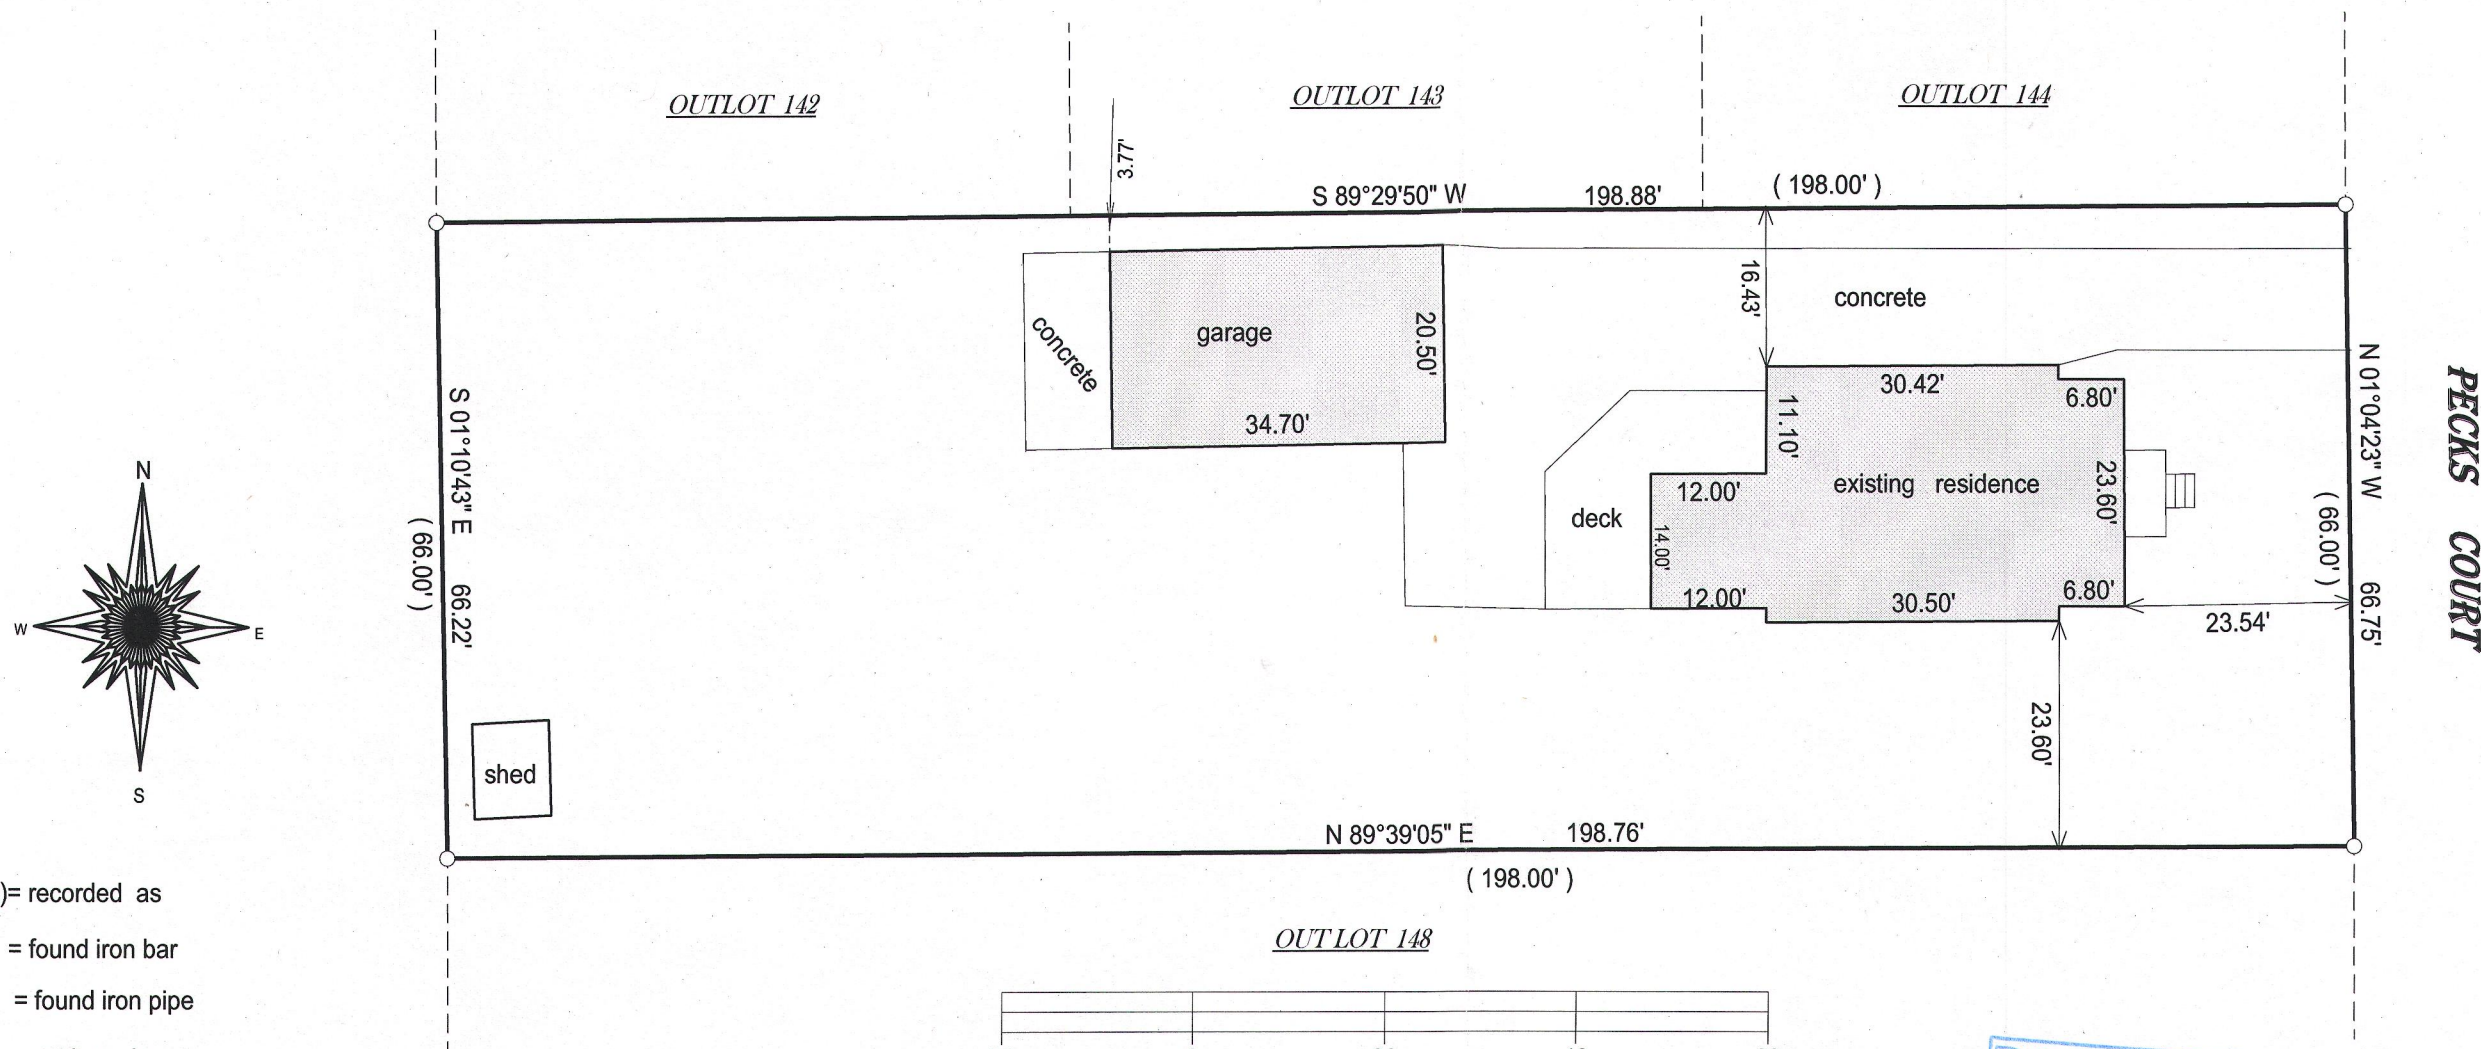 OUTLOT 142
OUTLOT 143
OUTLOT 144
3.77'
S 89°29'50" W 198.88' ( 198.00' )
16.43'
concrete
concrete
garage
20.50'
34.70'
30.42'
6.80'
11.10'
12.00'
existing residence
23.60'
deck
14.00'
12.00'
30.50'
6.80'
23.54'
23.60'
N 01°04'23" W 66.75'
( 66.00' )
PECKS COURT
S 01°10'43" E 66.22'
( 66.00' )
N
W
E
S
shed
N 89°39'05" E 198.76'
( 198.00' )
)= recorded as
= found iron bar
= found iron pipe
OUTLOT 148